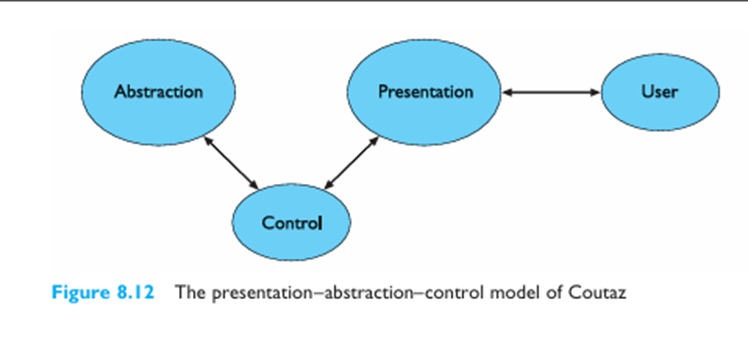 Abstraction
Presentation
User
Control
Figure 8.12 The presentation–abstraction–control model of Coutaz